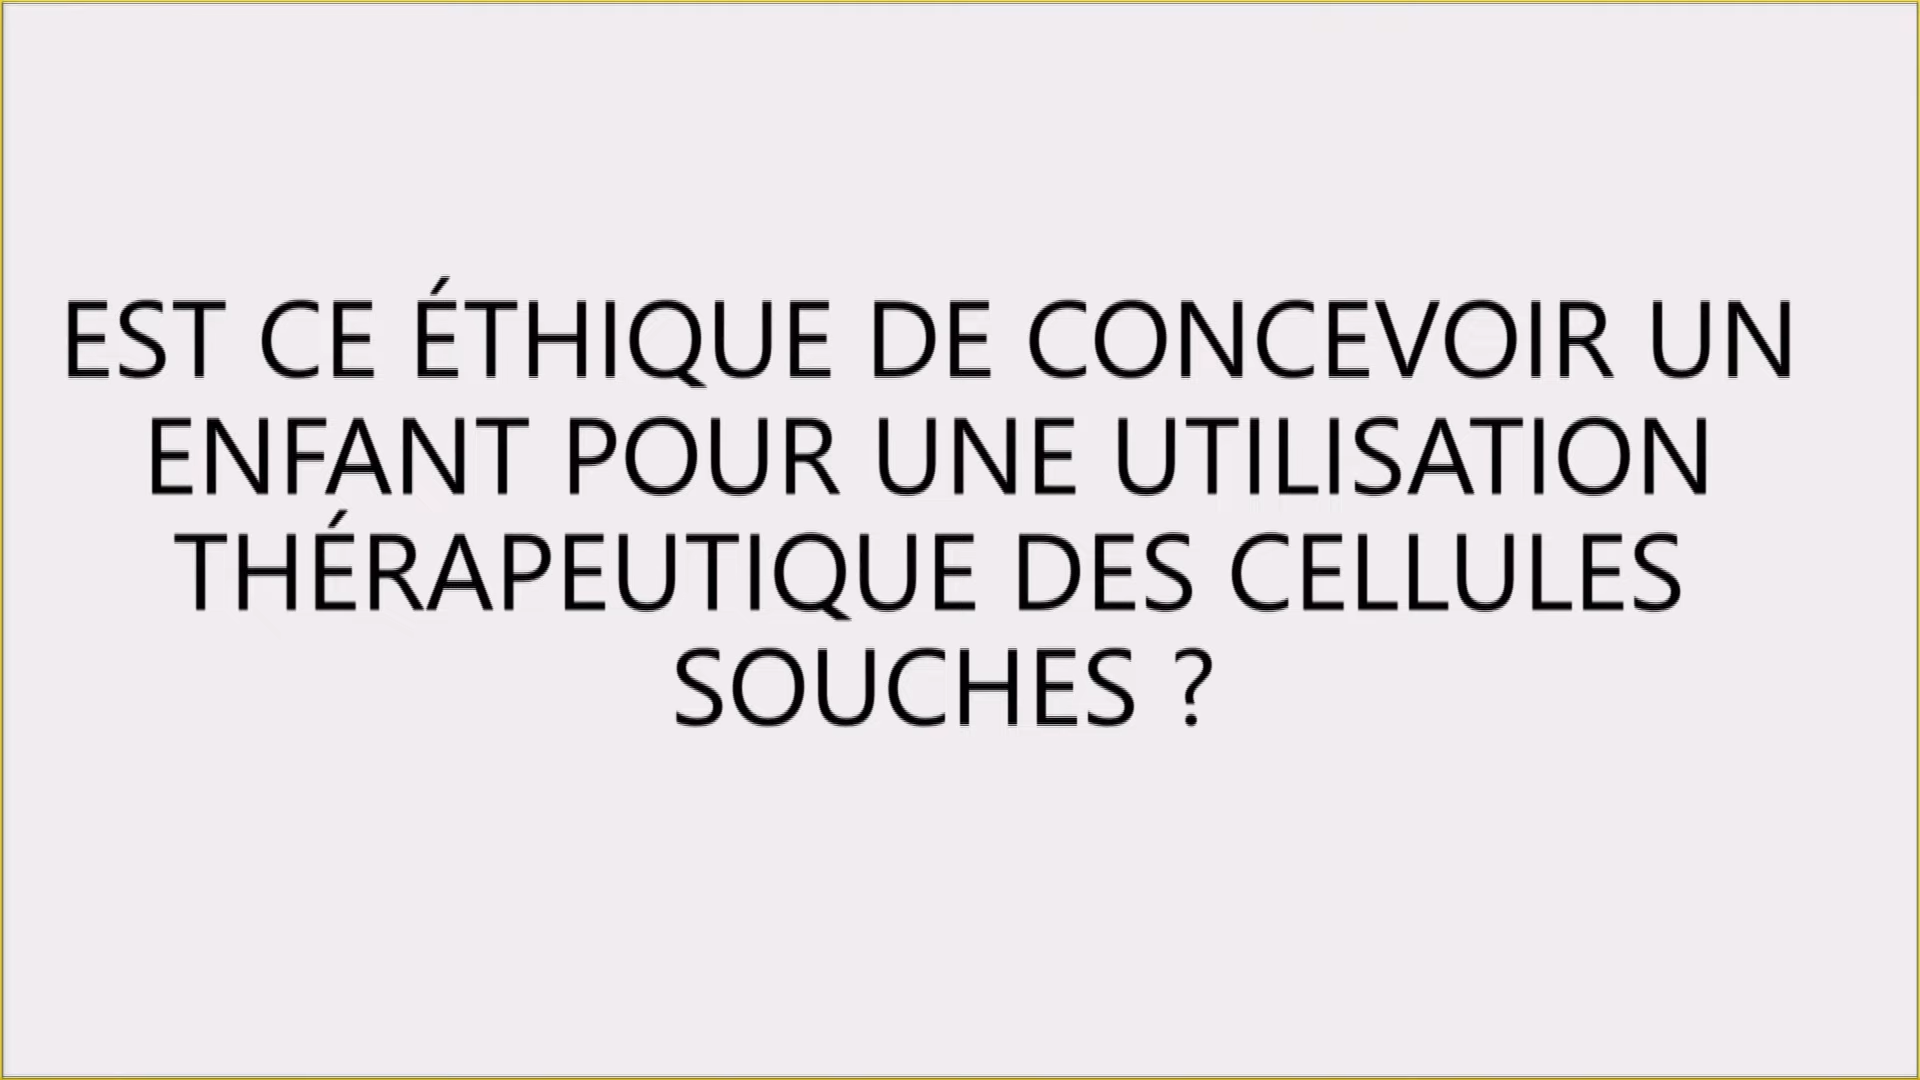 EST CE ÉTHIQUE DE CONCEVOIR UN
ENFANT POUR UNE UTILISATION
THÉRAPEUTIQUE DES CELLULES
SOUCHES ?